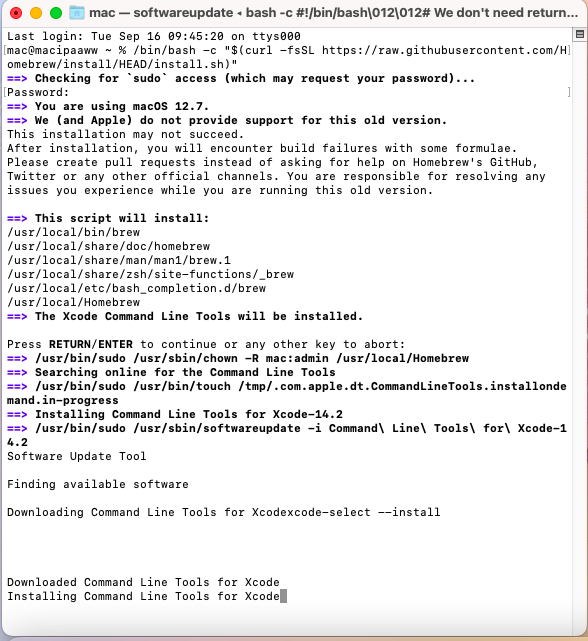 mac — softwareupdate ◂ bash -c #!/bin/bash\012\012# We don't need return...
Last login: Tue Sep 16 09:45:20 on ttys000
[mac@macipaaww ~ % /bin/bash -c "$(curl -fsSL https://raw.githubusercontent.com/H]
omebrew/install/HEAD/install.sh)"
==> Checking for `sudo` access (which may request your password)...
[Password: ]
==> You are using macOS 12.7.
==> We (and Apple) do not provide support for this old version.
This installation may not succeed.
After installation, you will encounter build failures with some formulae.
Please create pull requests instead of asking for help on Homebrew's GitHub,
Twitter or any other official channels. You are responsible for resolving any
issues you experience while you are running this old version.
==> This script will install:
/usr/local/bin/brew
/usr/local/share/doc/homebrew
/usr/local/share/man/man1/brew.1
/usr/local/share/zsh/site-functions/_brew
/usr/local/etc/bash_completion.d/brew
/usr/local/Homebrew
==> The Xcode Command Line Tools will be installed.
Press RETURN/ENTER to continue or any other key to abort:
==> /usr/bin/sudo /usr/sbin/chown -R mac:admin /usr/local/Homebrew
==> Searching online for the Command Line Tools
==> /usr/bin/sudo /usr/bin/touch /tmp/.com.apple.dt.CommandLineTools.installonde
mand.in-progress
==> Installing Command Line Tools for Xcode-14.2
==> /usr/bin/sudo /usr/sbin/softwareupdate -i Command\ Line\ Tools\ for\ Xcode-1
4.2
Software Update Tool
Finding available software
Downloading Command Line Tools for Xcodexcode-select --install
Downloaded Command Line Tools for Xcode
Installing Command Line Tools for Xcode